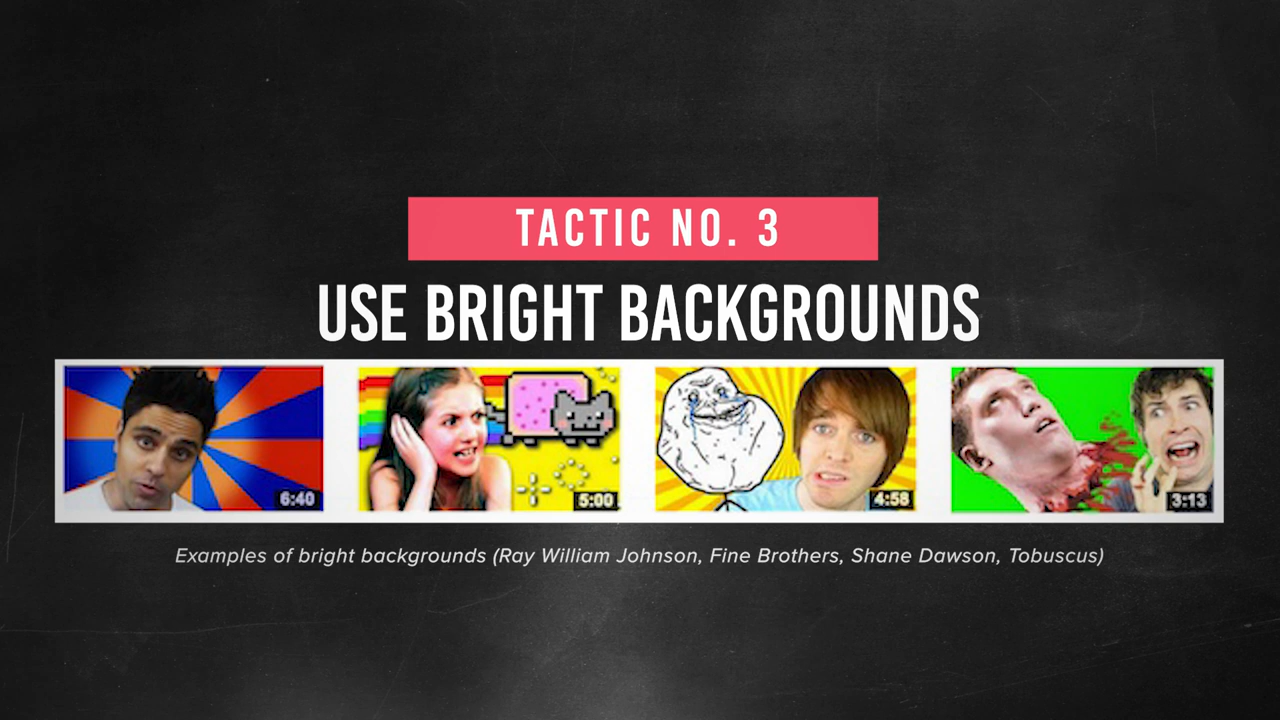 TACTIC NO. 3
USE BRIGHT BACKGROUNDS
6:40 5:00 4:58 3:13
Examples of bright backgrounds (Ray William Johnson, Fine Brothers, Shane Dawson, Tobuscus)